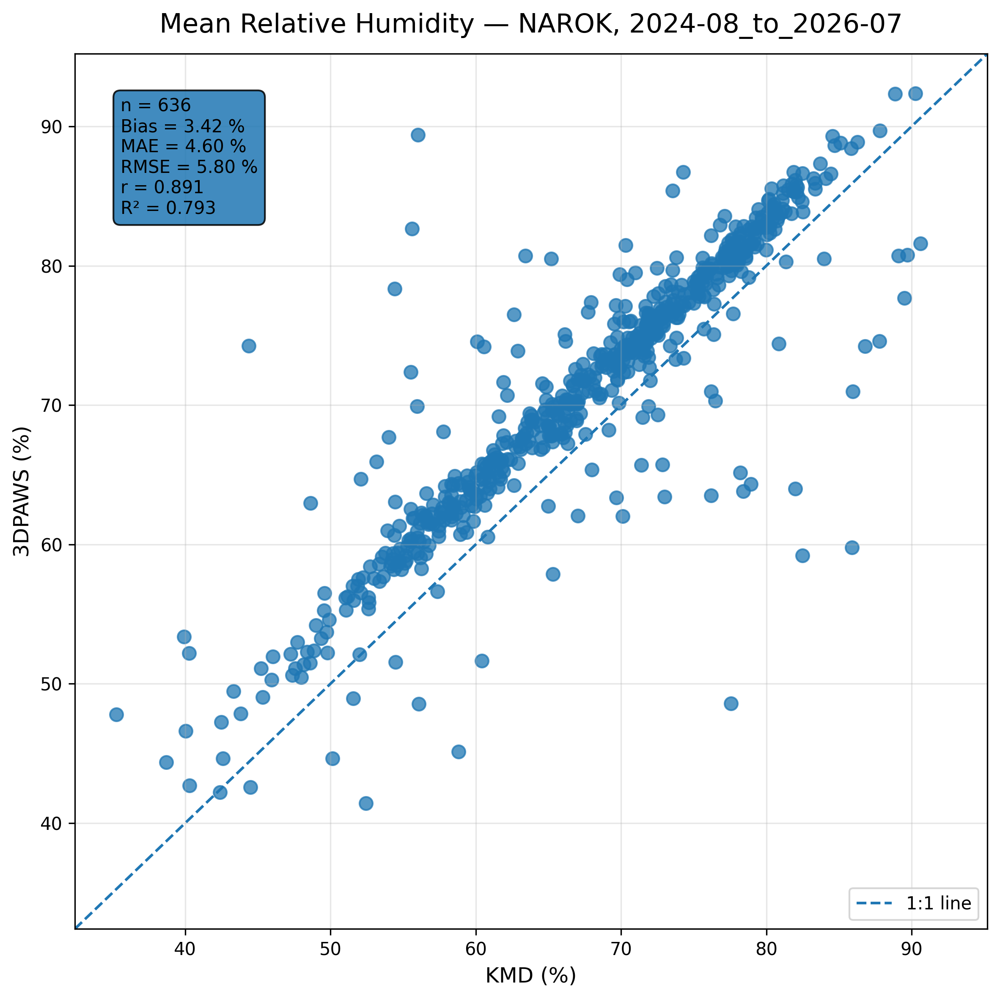 Mean Relative Humidity — NAROK, 2024-08_to_2026-07
n = 636
Bias = 3.42 %
MAE = 4.60 %
RMSE = 5.80 %
r = 0.891
R² = 0.793
90
80
70
60
50
40
3DPAWS (%)
1:1 line
40 50 60 70 80 90
KMD (%)